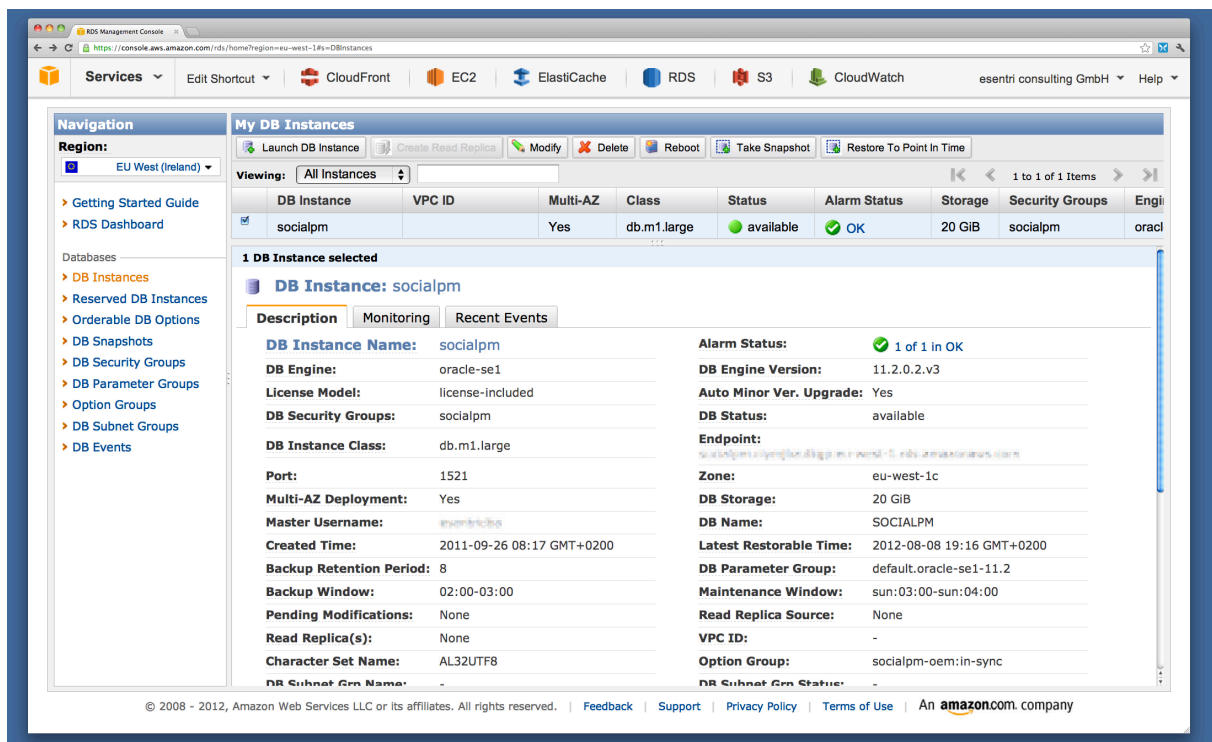 RDS Management Console
https://console.aws.amazon.com/rds/home?region=eu-west-1#s=DBInstances
Services Edit Shortcut CloudFront EC2 ElastiCache RDS S3 CloudWatch esentri consulting GmbH Help
Navigation
Region:
EU West (Ireland)
Getting Started Guide
RDS Dashboard
Databases
DB Instances
Reserved DB Instances
Orderable DB Options
DB Snapshots
DB Security Groups
DB Parameter Groups
Option Groups
DB Subnet Groups
DB Events
My DB Instances
Launch DB Instance Create Read Replica Modify Delete Reboot Take Snapshot Restore To Point In Time
Viewing: All Instances 1 to 1 of 1 Items
DB Instance VPC ID Multi-AZ Class Status Alarm Status Storage Security Groups Engi
socialpm Yes db.m1.large available OK 20 GiB socialpm oracl
1 DB Instance selected
DB Instance: socialpm
Description Monitoring Recent Events
DB Instance Name: socialpm Alarm Status: 1 of 1 in OK
DB Engine: oracle-se1 DB Engine Version: 11.2.0.2.v3
License Model: license-included Auto Minor Ver. Upgrade: Yes
DB Security Groups: socialpm DB Status: available
DB Instance Class: db.m1.large Endpoint:
Port: 1521 Zone: eu-west-1c
Multi-AZ Deployment: Yes DB Storage: 20 GiB
Master Username: DB Name: SOCIALPM
Created Time: 2011-09-26 08:17 GMT+0200 Latest Restorable Time: 2012-08-08 19:16 GMT+0200
Backup Retention Period: 8 DB Parameter Group: default.oracle-se1-11.2
Backup Window: 02:00-03:00 Maintenance Window: sun:03:00-sun:04:00
Pending Modifications: None Read Replica Source: None
Read Replica(s): None VPC ID: -
Character Set Name: AL32UTF8 Option Group: socialpm-oem:in-sync
DB Subnet Grp Name: - DB Subnet Grp Status: -
© 2008 - 2012, Amazon Web Services LLC or its affiliates. All rights reserved. | Feedback | Support | Privacy Policy | Terms of Use | An amazon.com. company